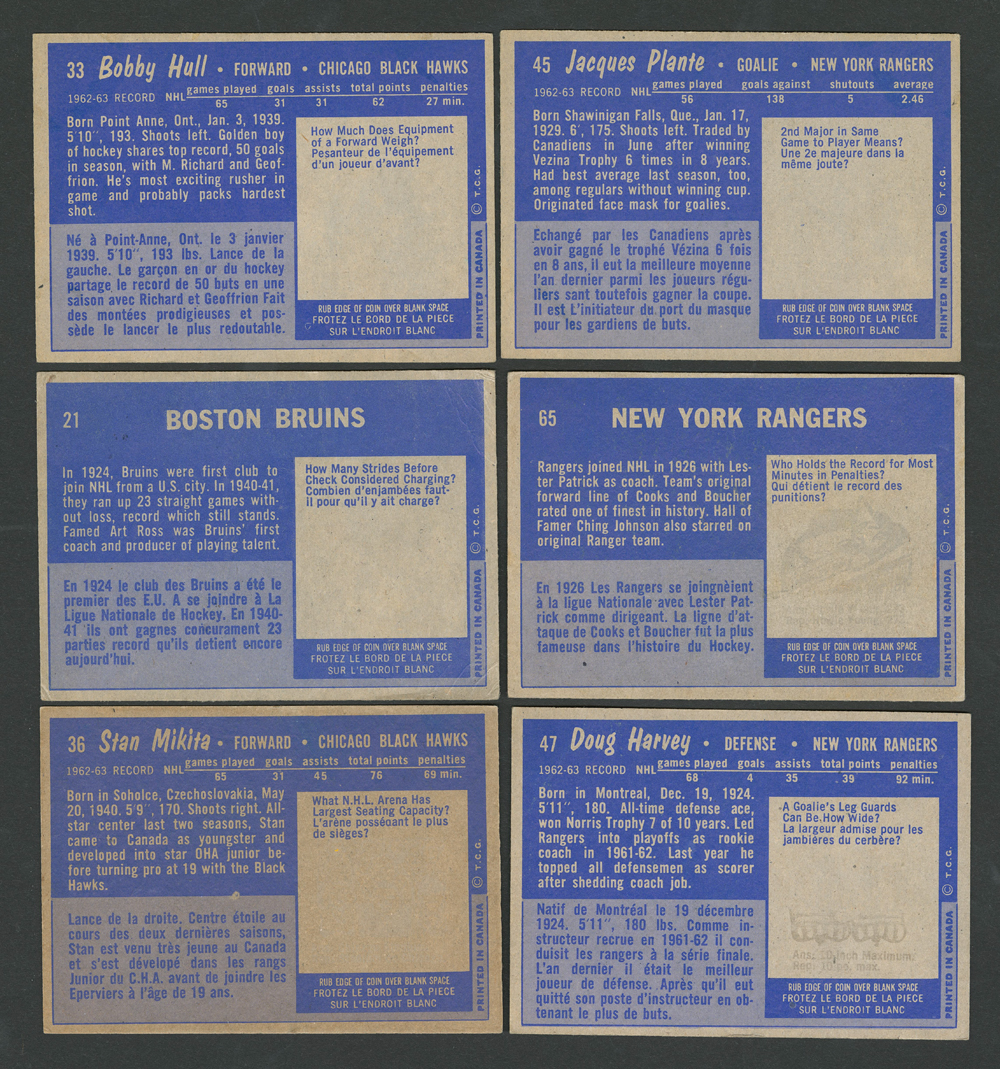 33 Bobby Hull • FORWARD • CHICAGO BLACK HAWKS
games played goals assists total points penalties
1962-63 RECORD NHL 65 31 31 62 27 min.
Born Point Anne, Ont., Jan. 3, 1939.
5'10", 193. Shoots left. Golden boy
of hockey shares top record, 50 goals
in season, with M. Richard and Geof-
frion. He's most exciting rusher in
game and probably packs hardest
shot.
Né à Point-Anne, Ont. le 3 janvier
1939. 5'10", 193 lbs. Lance de la
gauche. Le garçon en or du hockey
partage le record de 50 buts en une
saison avec Richard et Geoffrion Fait
des montées prodigieuses et pos-
sède le lancer le plus redoutable.
How Much Does Equipment
of a Forward Weigh?
Pesanteur de l'équipement
d'un joueur d'avant?
RUB EDGE OF COIN OVER BLANK SPACE
FROTEZ LE BORD DE LA PIECE
SUR L'ENDROIT BLANC
PRINTED IN CANADA © T.C.G.
45 Jacques Plante • GOALIE • NEW YORK RANGERS
games played goals against shutouts average
1962-63 RECORD NHL 56 138 5 2.46
Born Shawinigan Falls, Que., Jan. 17,
1929. 6', 175. Shoots left. Traded by
Canadiens in June after winning
Vezina Trophy 6 times in 8 years.
Had best average last season, too,
among regulars without winning cup.
Originated face mask for goalies.
Echangé par les Canadiens après
avoir gagné le trophé Vézina 6 fois
en 8 ans, il eut la meilleure moyenne
l'an dernier parmi les joueurs régu-
liers sant toutefois gagner la coupe.
Il est L'initiateur du port du masque
pour les gardiens de buts.
2nd Major in Same
Game to Player Means?
Une 2e majeure dans la
même joute?
RUB EDGE OF COIN OVER BLANK SPACE
FROTEZ LE BORD DE LA PIECE
SUR L'ENDROIT BLANC
PRINTED IN CANADA © T.C.G.
21 BOSTON BRUINS
In 1924, Bruins were first club to
join NHL from a U.S. city. In 1940-41,
they ran up 23 straight games with-
out loss, record which still stands.
Famed Art Ross was Bruins' first
coach and producer of playing talent.
En 1924 le club des Bruins a été le
premier des E.U. A se joindre à La
Ligue Nationale de Hockey. En 1940-
41 ils ont gagnes concurament 23
parties record qu'ils detient encore
aujourd'hui.
How Many Strides Before
Check Considered Charging?
Combien d'enjambées faut-
il pour qu'il y ait charge?
RUB EDGE OF COIN OVER BLANK SPACE
FROTEZ LE BORD DE LA PIECE
SUR L'ENDROIT BLANC
PRINTED IN CANADA © T.C.G.
65 NEW YORK RANGERS
Rangers joined NHL in 1926 with Les-
ter Patrick as coach. Team's original
forward line of Cooks and Boucher
rated one of finest in history. Hall of
Famer Ching Johnson also starred on
original Ranger team.
En 1926 Les Rangers se joingnèient
à la ligue Nationale avec Lester Pat-
rick comme dirigeant. La ligne d'at-
taque de Cooks et Boucher fut la plus
fameuse dans l'histoire du Hockey.
Who Holds the Record for Most
Minutes in Penalties?
Qui détient le record des
punitions?
RUB EDGE OF COIN OVER BLANK SPACE
FROTEZ LE BORD DE LA PIECE
SUR L'ENDROIT BLANC
PRINTED IN CANADA © T.C.G.
36 Stan Mikita • FORWARD • CHICAGO BLACK HAWKS
games played goals assists total points penalties
1962-63 RECORD NHL 65 31 45 76 69 min.
Born in Soholce, Czechoslovakia, May
20, 1940. 5'9", 170. Shoots right. All-
star center last two seasons, Stan
came to Canada as youngster and
developed into star OHA junior be-
fore turning pro at 19 with the Black
Hawks.
Lance de la droite. Centre étoile au
cours des deux dernières saisons,
Stan est venu très jeune au Canada
et s'est dévelopé dans les rangs
Junior du C.H.A. avant de joindre les
Eperviers à l'âge de 19 ans.
What N.H.L. Arena Has
Largest Seating Capacity?
L'arène posséoant le plus
de sièges?
RUB EDGE OF COIN OVER BLANK SPACE
FROTEZ LE BORD DE LA PIECE
SUR L'ENDROIT BLANC
PRINTED IN CANADA © T.C.G.
47 Doug Harvey • DEFENSE • NEW YORK RANGERS
games played goals assists total points penalties
1962-63 RECORD NHL 68 4 35 39 92 min.
Born in Montreal, Dec. 19, 1924.
5'11", 180. All-time defense ace,
won Norris Trophy 7 of 10 years. Led
Rangers into playoffs as rookie
coach in 1961-62. Last year he
topped all defensemen as scorer
after shedding coach job.
Natif de Montréal le 19 décembre
1924. 5'11", 180 lbs. Comme in-
structeur recrue en 1961-62 il con-
duisit les rangers à la série finale.
L'an dernier il était le meilleur
joueur de défense. Après qu'il eut
quitté son poste d'instructeur en ob-
tenant le plus de buts.
A Goalie's Leg Guards
Can Be How Wide?
La largeur admise pour les
jambières du cerbère?
Ans: 10 inch Maximum.
Rep: 10 po. max.
RUB EDGE OF COIN OVER BLANK SPACE
FROTEZ LE BORD DE LA PIECE
SUR L'ENDROIT BLANC
PRINTED IN CANADA © T.C.G.